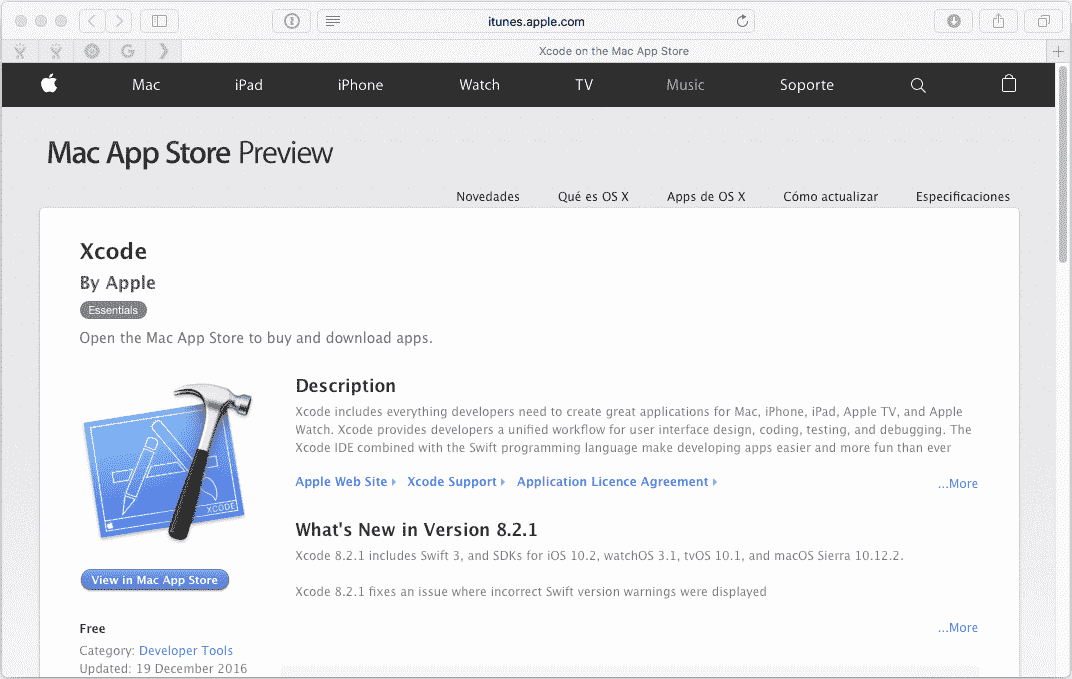 itunes.apple.com
Xcode on the Mac App Store
Mac iPad iPhone Watch TV Music Soporte
Mac App Store Preview
Novedades Qué es OS X Apps de OS X Cómo actualizar Especificaciones
Xcode
By Apple
Essentials
Open the Mac App Store to buy and download apps.
Description
Xcode includes everything developers need to create great applications for Mac, iPhone, iPad, Apple TV, and Apple
Watch. Xcode provides developers a unified workflow for user interface design, coding, testing, and debugging. The
Xcode IDE combined with the Swift programming language make developing apps easier and more fun than ever
Apple Web Site Xcode Support Application Licence Agreement ...More
XCODE
What's New in Version 8.2.1
Xcode 8.2.1 includes Swift 3, and SDKs for iOS 10.2, watchOS 3.1, tvOS 10.1, and macOS Sierra 10.12.2.
Xcode 8.2.1 fixes an issue where incorrect Swift version warnings were displayed
...More
View in Mac App Store
Free
Category: Developer Tools
Updated: 19 December 2016